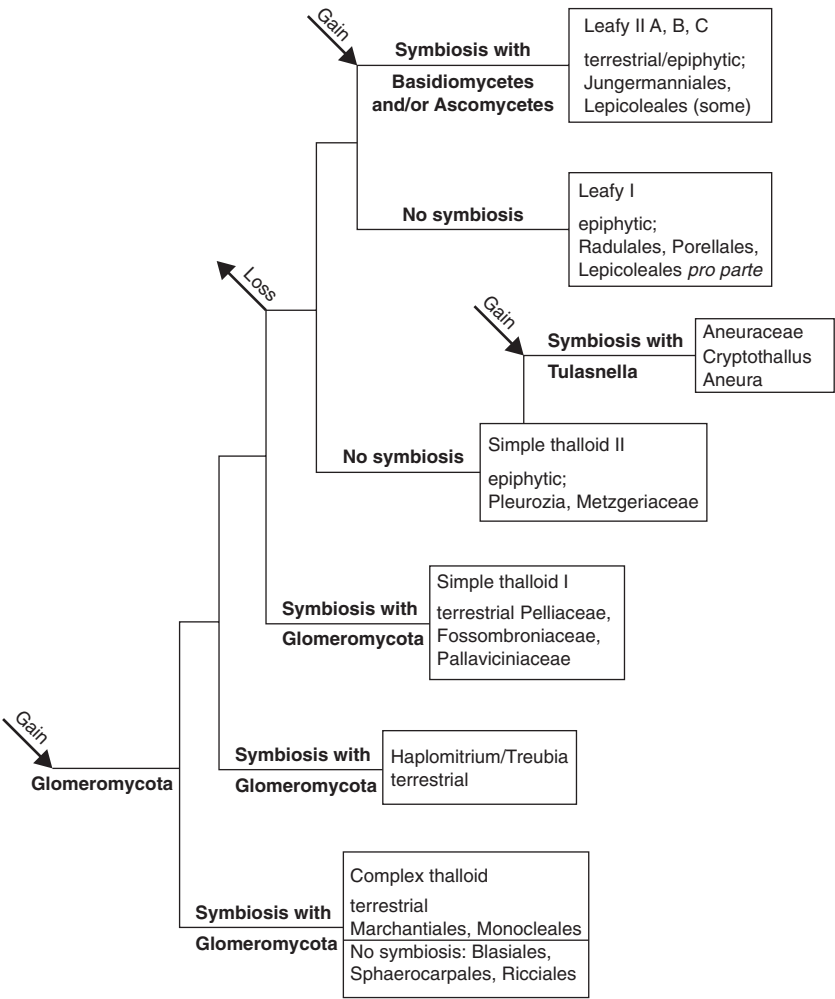 Gain
Symbiosis with
Basidiomycetes
and/or Ascomycetes
Leafy II A, B, C
terrestrial/epiphytic;
Jungermanniales,
Lepicoleales (some)
No symbiosis
Leafy I
epiphytic;
Radulales, Porellales,
Lepicoleales pro parte
Loss
Gain
Symbiosis with
Tulasnella
Aneuraceae
Cryptothallus
Aneura
No symbiosis
Simple thalloid II
epiphytic;
Pleurozia, Metzgeriaceae
Symbiosis with
Glomeromycota
Simple thalloid I
terrestrial Pelliaceae,
Fossombroniaceae,
Pallaviciniaceae
Gain
Glomeromycota
Symbiosis with
Glomeromycota
Haplomitrium/Treubia
terrestrial
Symbiosis with
Glomeromycota
Complex thalloid
terrestrial
Marchantiales, Monocleales
No symbiosis: Blasiales,
Sphaerocarpales, Ricciales